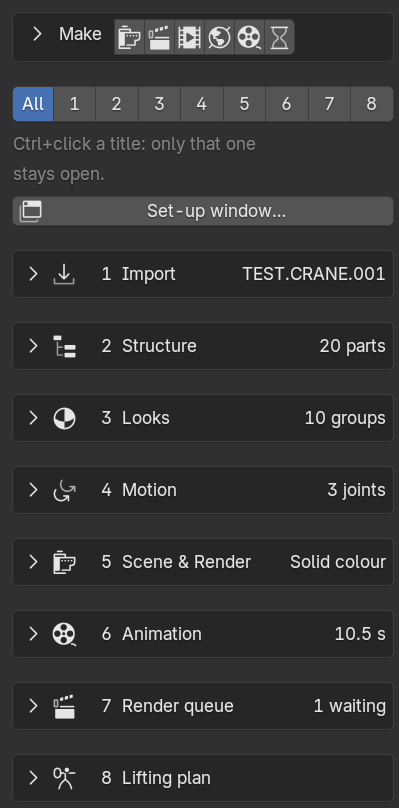 Make
All 1 2 3 4 5 6 7 8
Ctrl+click a title: only that one
stays open.
Set-up window...
1 Import TEST.CRANE.001
2 Structure 20 parts
3 Looks 10 groups
4 Motion 3 joints
5 Scene & Render Solid colour
6 Animation 10.5 s
7 Render queue 1 waiting
8 Lifting plan